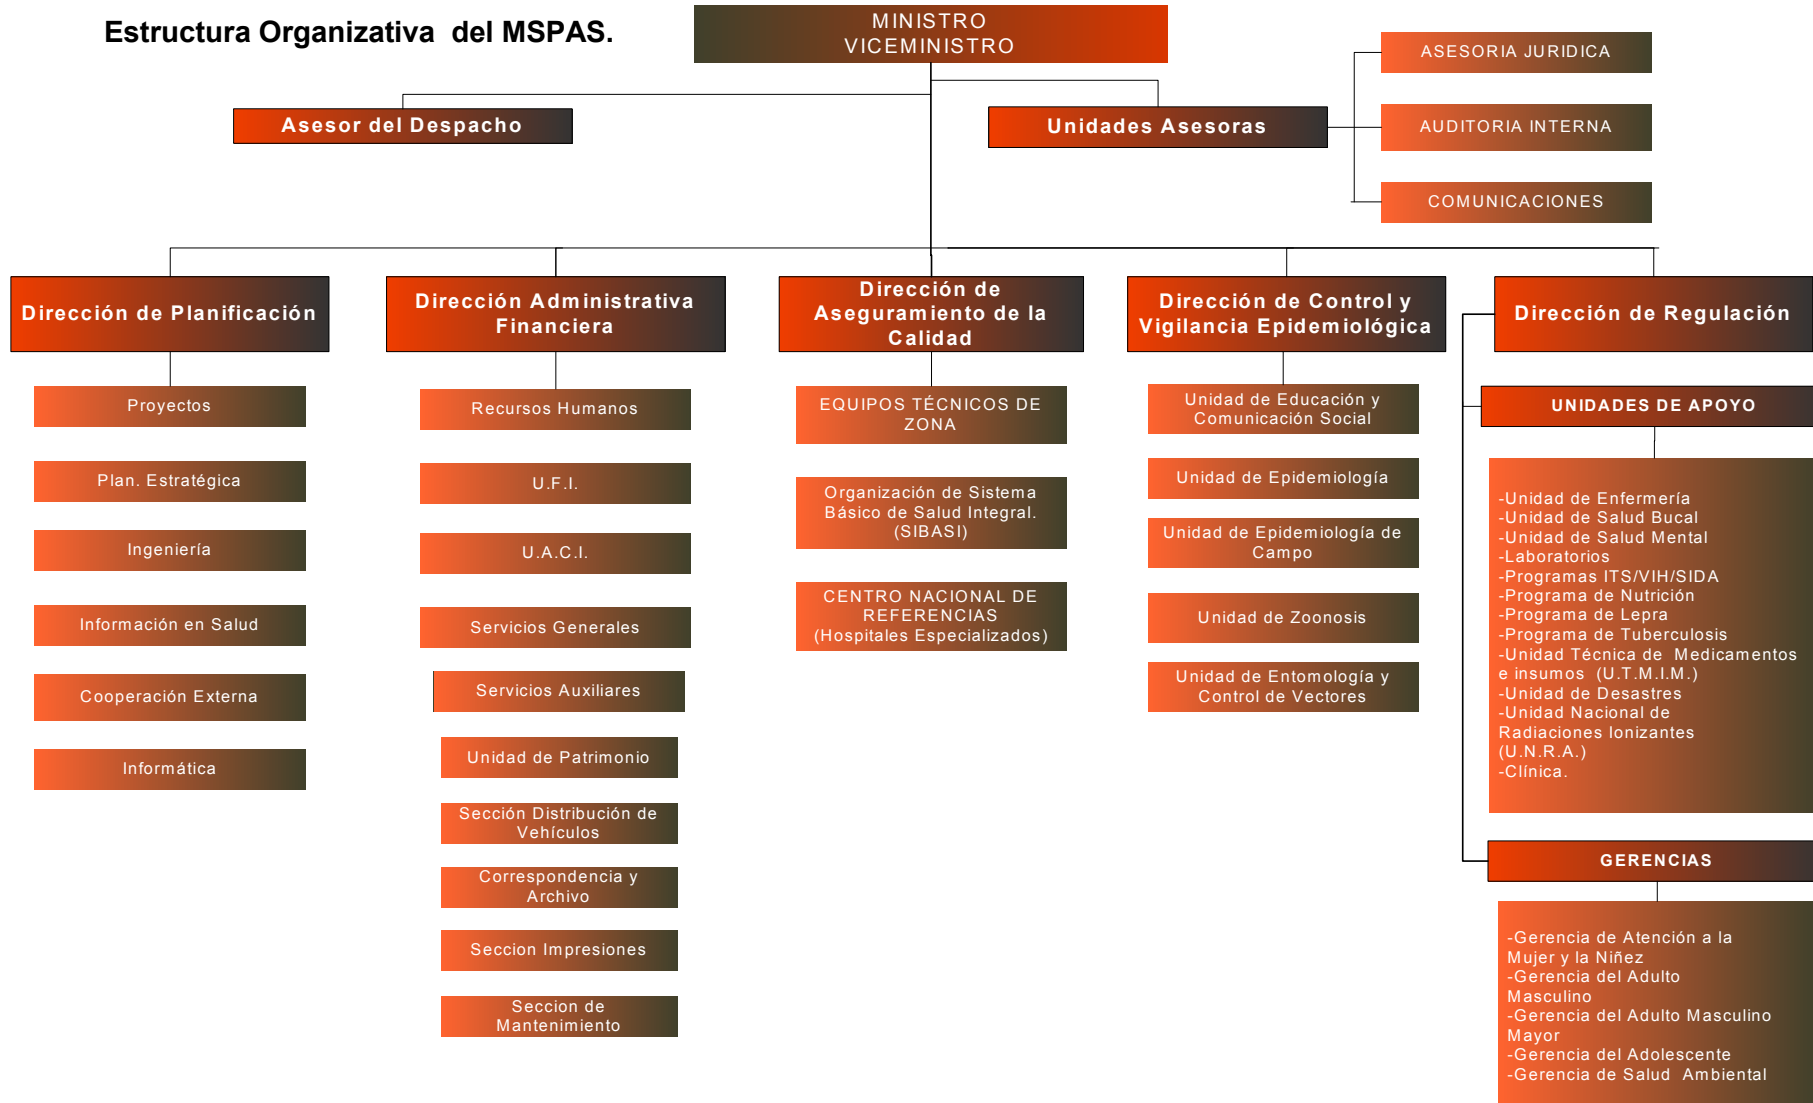 Estructura Organizativa  del MSPAS.
MINISTRO
VICEMINISTRO
ASESORIA JURIDICA
Asesor del Despacho
Unidades Asesoras
AUDITORIA INTERNA
COMUNICACIONES
Dirección de Planificación
Proyectos
Plan. Estratégica
Ingeniería
Información en Salud
Cooperación Externa
Informática
Dirección Administrativa
Financiera
Recursos Humanos
U.F.I.
U.A.C.I.
Servicios Generales
Servicios Auxiliares
Unidad de Patrimonio
Sección Distribución de
Vehículos
Correspondencia y
Archivo
Seccion Impresiones
Seccion de
Mantenimiento
Dirección de
Aseguramiento de la
Calidad
EQUIPOS TÉCNICOS DE
ZONA
Organización de Sistema
Básico de Salud Integral.
(SIBASI)
CENTRO NACIONAL DE
REFERENCIAS
(Hospitales Especializados)
Dirección de Control y
Vigilancia Epidemiológica
Unidad de Educación y
Comunicación Social
Unidad de Epidemiología
Unidad de Epidemiología de
Campo
Unidad de Zoonosis
Unidad de Entomología y
Control de Vectores
Dirección de Regulación
UNIDADES DE APOYO
-Unidad de Enfermería
-Unidad de Salud Bucal
-Unidad de Salud Mental
-Laboratorios
-Programas ITS/VIH/SIDA
-Programa de Nutrición
-Programa de Lepra
-Programa de Tuberculosis
-Unidad Técnica de  Medicamentos
e insumos  (U.T.M.I.M.)
-Unidad de Desastres
-Unidad Nacional de
Radiaciones Ionizantes
(U.N.R.A.)
-Clínica.
GERENCIAS
-Gerencia de Atención a la
Mujer y la Niñez
-Gerencia del Adulto
Masculino
-Gerencia del Adulto Masculino
Mayor
-Gerencia del Adolescente
-Gerencia de Salud  Ambiental